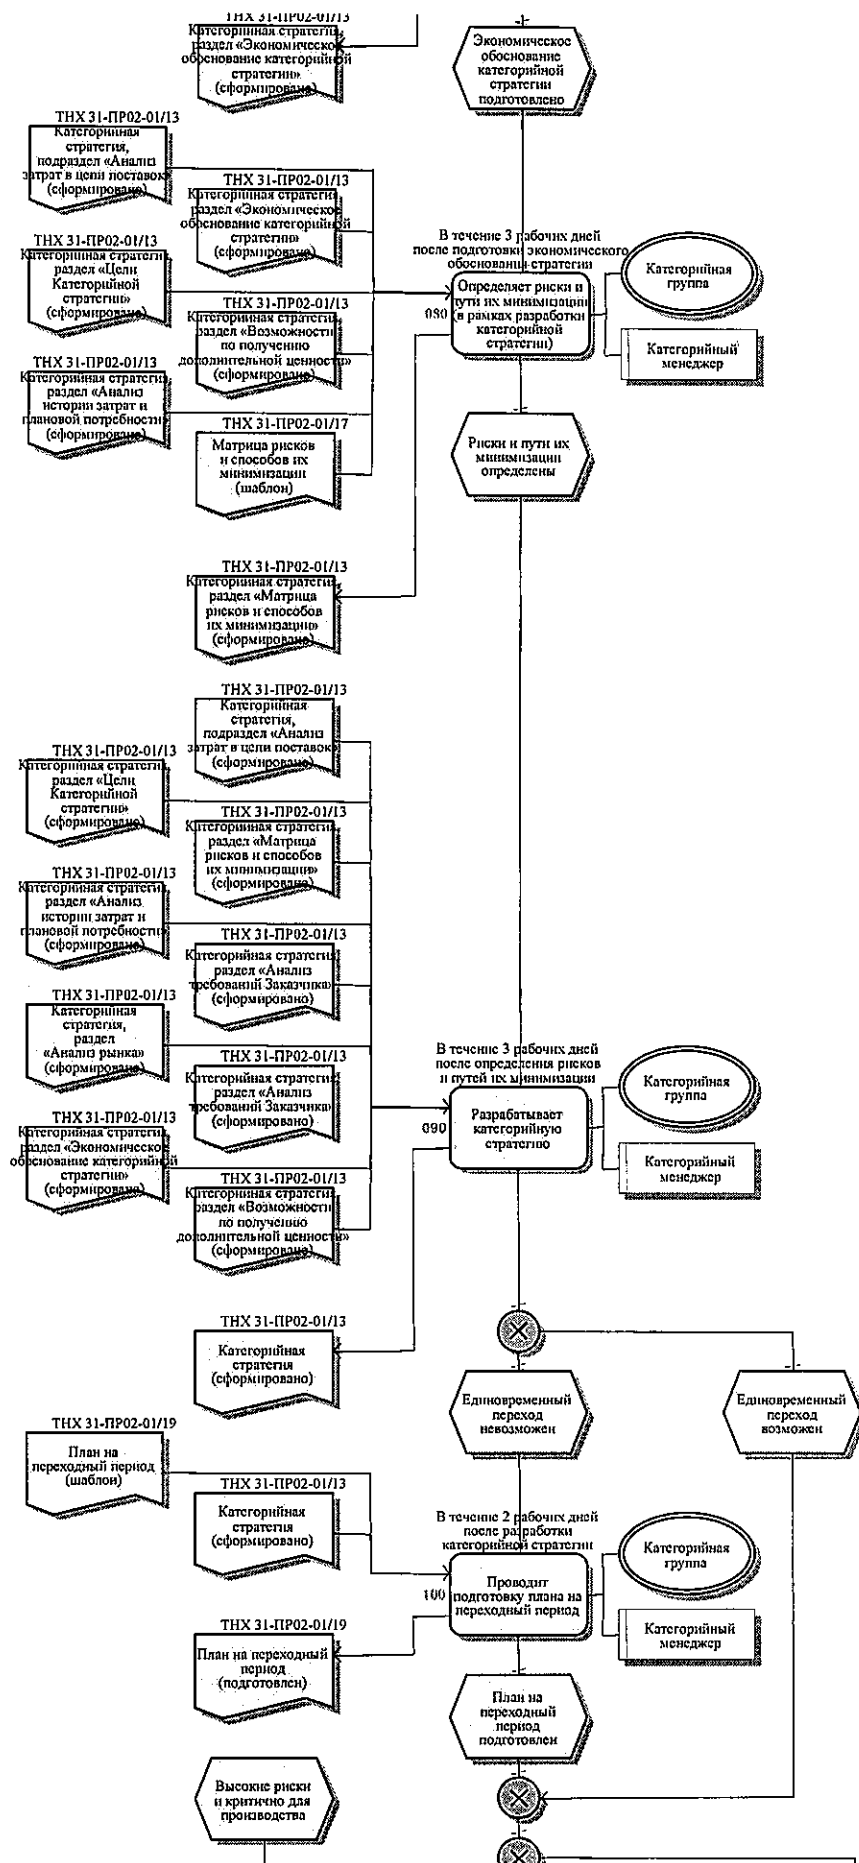 ТНХ 31-ПР02-01/13
Категорийная стратегия,
раздел «Экономическое
обоснование категорийной
стратегии»
(сформировано)
Экономическое
обоснование
категорийной
стратегии
подготовлено
ТНХ 31-ПР02-01/13
Категорийная
стратегия,
подраздел «Анализ
затрат в цепи поставок»
(сформировано)
ТНХ 31-ПР02-01/13
Категорийная стратегия,
раздел «Экономическое
обоснование категорийной
стратегии»
(сформировано)
ТНХ 31-ПР02-01/13
Категорийная стратегия,
раздел «Цели
Категорийной
стратегии»
(сформировано)
ТНХ 31-ПР02-01/13
Категорийная стратегия,
раздел «Возможности
по получению
дополнительной ценности»
(сформировано)
ТНХ 31-ПР02-01/13
Категорийная стратегия,
раздел «Анализ
истории затрат и
плановой потребности»
(сформировано)
ТНХ 31-ПР02-01/17
Матрица рисков
и способов их
минимизации
(шаблон)
В течение 3 рабочих дней
после подготовки экономического
обоснования стратегии
080
Определяет риски и
пути их минимизации
(в рамках разработки
категорийной
стратегии)
Категорийная
группа
Категорийный
менеджер
Риски и пути их
минимизации
определены
ТНХ 31-ПР02-01/13
Категорийная стратегия,
раздел «Матрица
рисков и способов
их минимизации»
(сформировано)
ТНХ 31-ПР02-01/13
Категорийная
стратегия,
подраздел «Анализ
затрат в цепи поставок»
(сформировано)
ТНХ 31-ПР02-01/13
Категорийная стратегия,
раздел «Цели
Категорийной
стратегии»
(сформировано)
ТНХ 31-ПР02-01/13
Категорийная стратегия,
раздел «Матрица
рисков и способов
их минимизации»
(сформировано)
ТНХ 31-ПР02-01/13
Категорийная стратегия,
раздел «Анализ
истории затрат и
плановой потребности»
(сформировано)
ТНХ 31-ПР02-01/13
Категорийная стратегия,
раздел «Анализ
требований Заказчика»
(сформировано)
ТНХ 31-ПР02-01/13
Категорийная
стратегия,
раздел
«Анализ рынка»
(сформировано)
ТНХ 31-ПР02-01/13
Категорийная стратегия,
раздел «Анализ
требований Заказчика»
(сформировано)
ТНХ 31-ПР02-01/13
Категорийная стратегия,
раздел «Экономическое
обоснование категорийной
стратегии»
(сформировано)
ТНХ 31-ПР02-01/13
Категорийная стратегия,
раздел «Возможности
по получению
дополнительной ценности»
(сформировано)
В течение 3 рабочих дней
после определения рисков
и путей их минимизации
090
Разрабатывает
категорийную
стратегию
Категорийная
группа
Категорийный
менеджер
ТНХ 31-ПР02-01/13
Категорийная
стратегия
(сформировано)
Единовременный
переход
невозможен
Единовременный
переход
возможен
ТНХ 31-ПР02-01/19
План на
переходный период
(шаблон)
ТНХ 31-ПР02-01/13
Категорийная
стратегия
(сформировано)
В течение 2 рабочих дней
после разработки
категорийной стратегии
100
Проводит
подготовку плана на
переходный период
Категорийная
группа
Категорийный
менеджер
ТНХ 31-ПР02-01/19
План на переходный
период
(подготовлен)
План на
переходный
период
подготовлен
Высокие риски
и критично для
производства